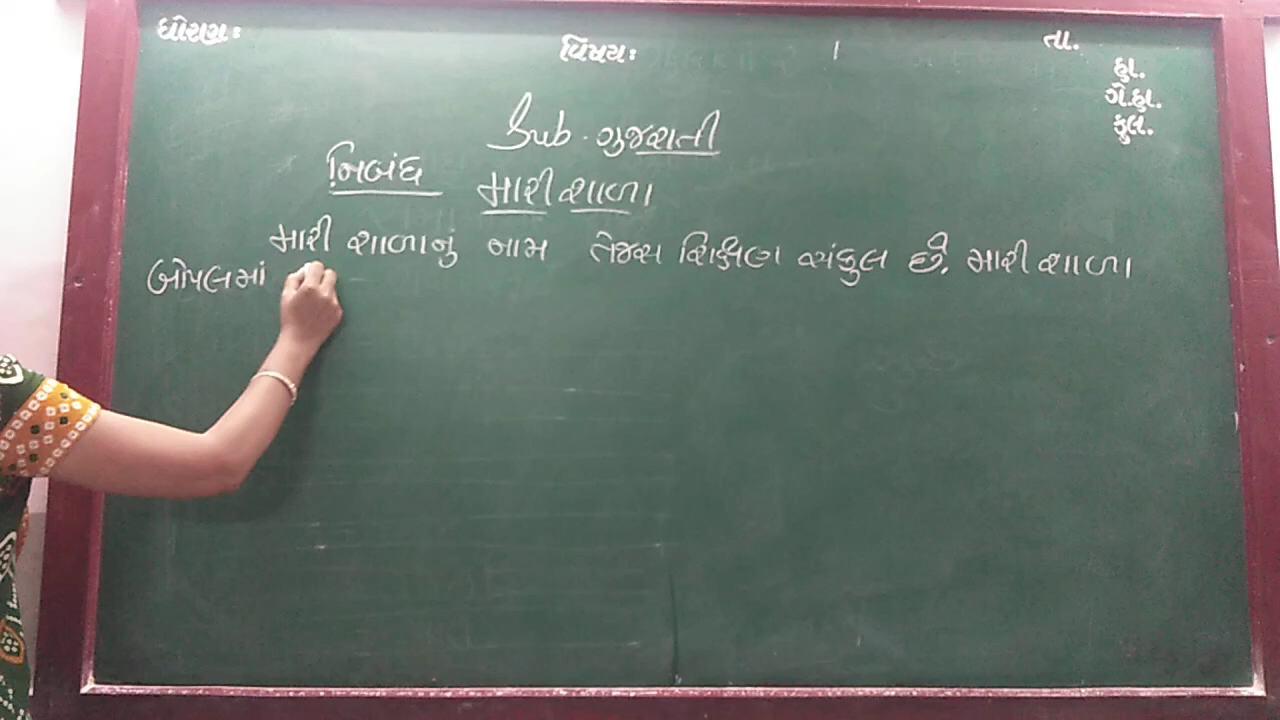 ધોરણઃ
વિષયઃ
તા.
હા.
ગે.હા.
કુલ.
Sub - ગુજરાતી
નિબંધ મારી શાળા
મારી શાળાનું નામ તેજસ શિક્ષણ સંકુલ છે. મારી શાળા
બોપલમાં